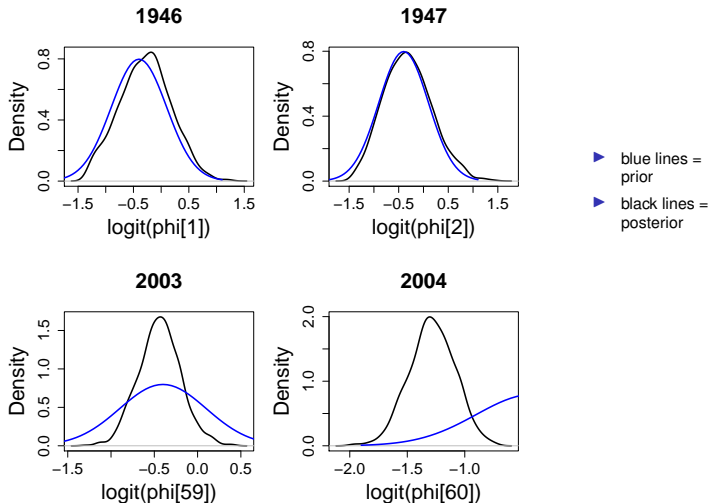 1946
Density
0.0 0.4 0.8
−1.5 −0.5 0.5 1.5
logit(phi[1])
1947
Density
0.0 0.4 0.8
−1.5 −0.5 0.5 1.5
logit(phi[2])
blue lines =
prior
black lines =
posterior
2003
Density
0.0 0.5 1.0 1.5
−1.5 −0.5 0.0 0.5
logit(phi[59])
2004
Density
0.0 1.0 2.0
−2.0 −1.5 −1.0
logit(phi[60])